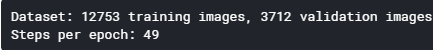 Dataset: 12753 training images, 3712 validation images
Steps per epoch: 49